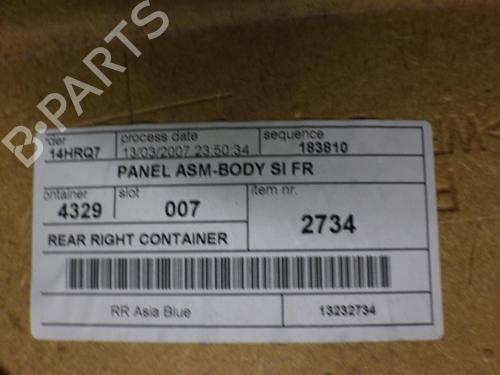 B-PARTS
rder process date sequence
14HRQ7 13/03/2007 23:50:34 183810
PANEL ASM-BODY SI FR
ontainer slot item nr.
4329 007 2734
REAR RIGHT CONTAINER
RR Asia Blue 13232734